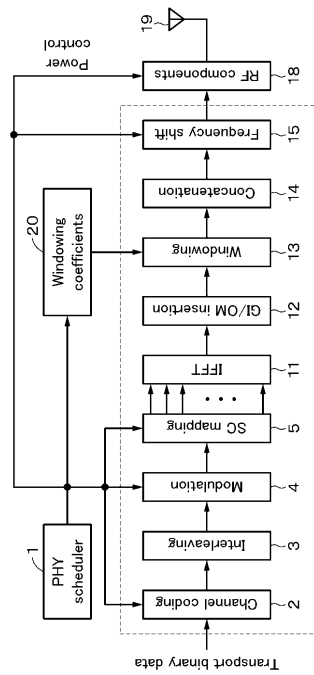 1
PHY
scheduler
20
Windowing
coefficients
Power
control
Transport binary data
Channel coding
2
Interleaving
3
Modulation
4
SC mapping
5
IFFT
11
GI/OM insertion
12
Windowing
13
Concatenation
14
Frequency shift
15
RF components
18
19